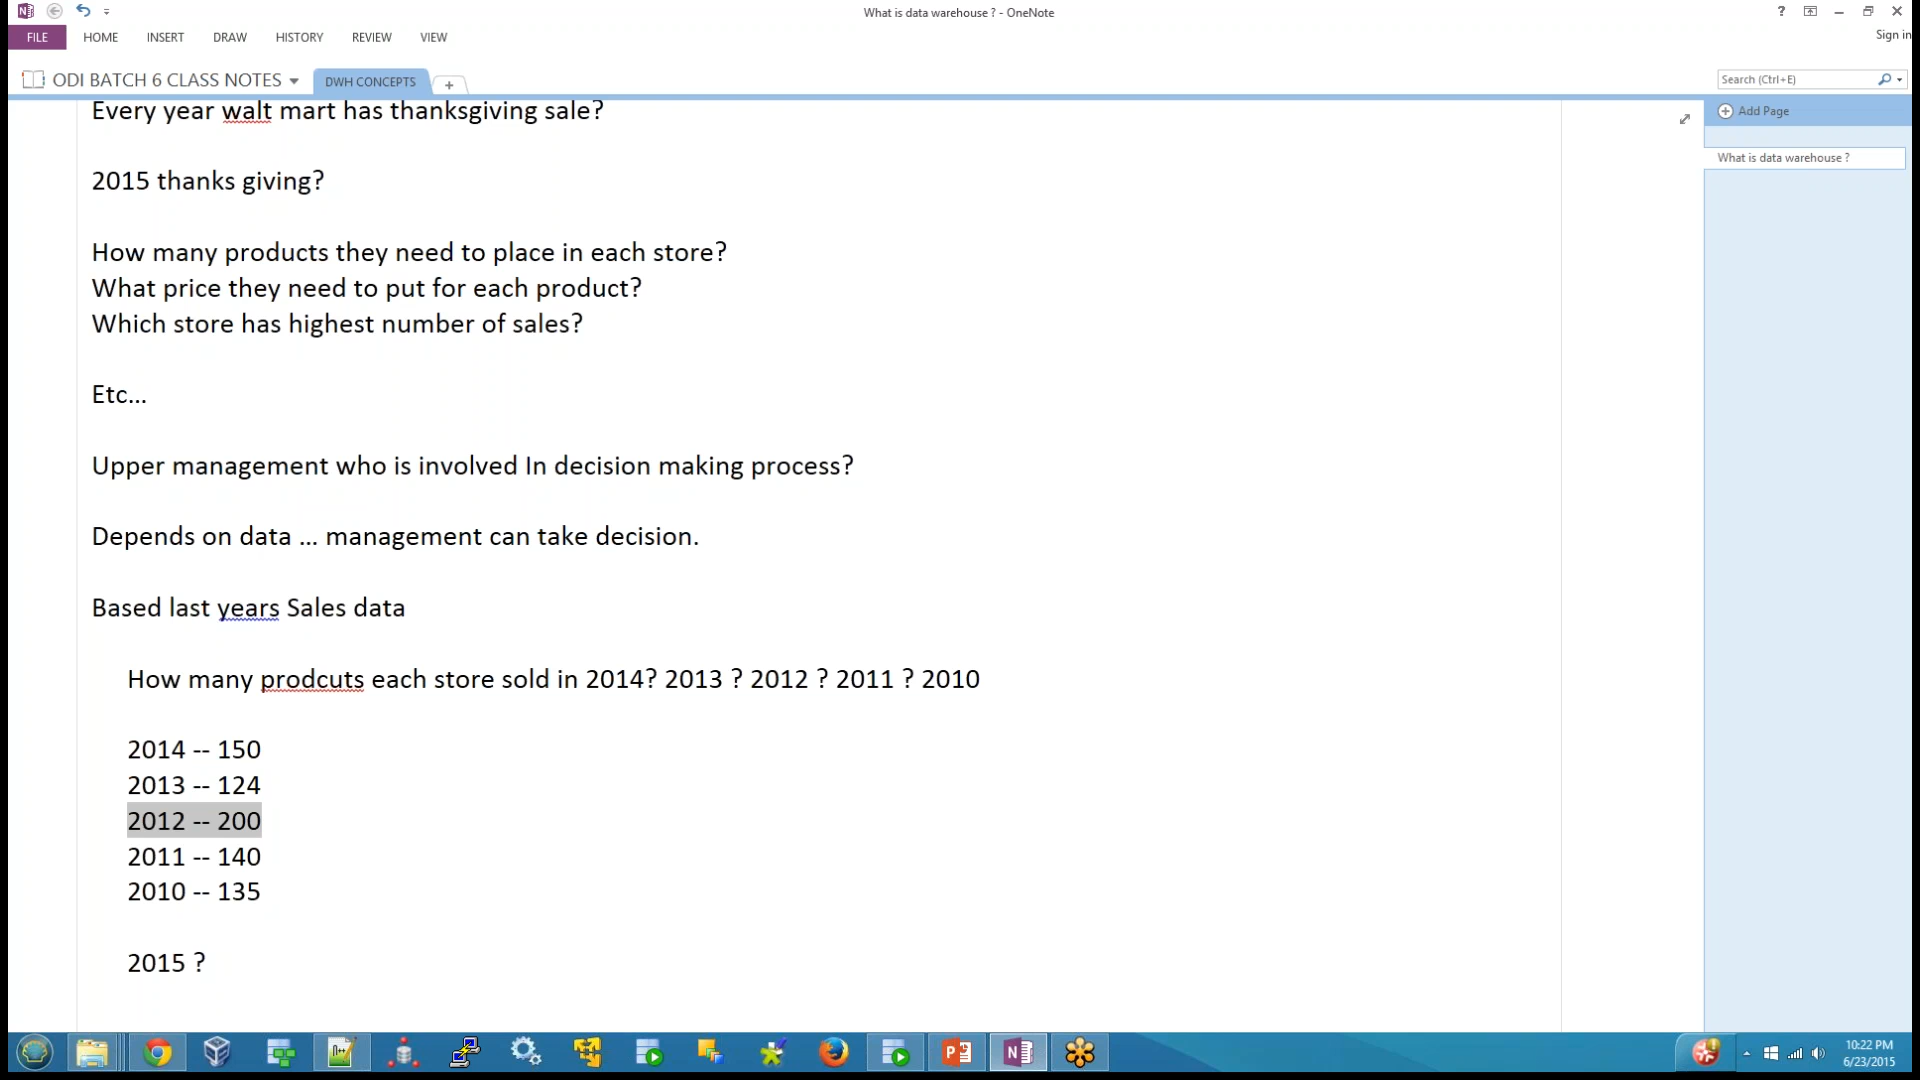 What is data warehouse ? - OneNote
?
FILE HOME INSERT DRAW HISTORY REVIEW VIEW
Sign in
ODI BATCH 6 CLASS NOTES
DWH CONCEPTS
+
Search (Ctrl+E)
Add Page
What is data warehouse ?
Every year walt mart has thanksgiving sale?
2015 thanks giving?
How many products they need to place in each store?
What price they need to put for each product?
Which store has highest number of sales?
Etc...
Upper management who is involved In decision making process?
Depends on data ... management can take decision.
Based last years Sales data
How many prodcuts each store sold in 2014? 2013 ? 2012 ? 2011 ? 2010
2014 -- 150
2013 -- 124
2012 -- 200
2011 -- 140
2010 -- 135
2015 ?
10:22 PM
6/23/2015